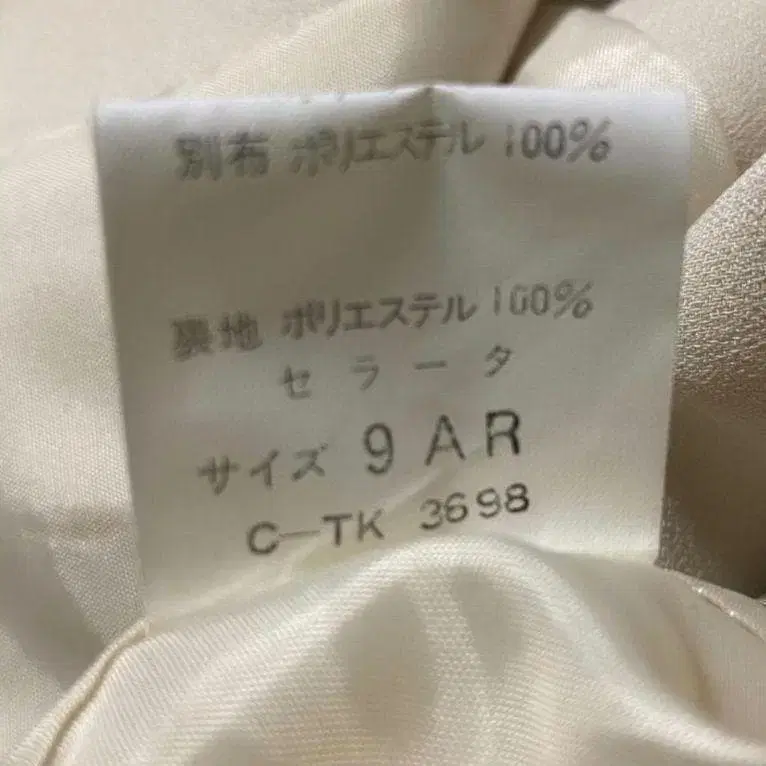 別布 ポリエステル 100%
裏地 ポリエステル 100%
セラータ
サイズ 9AR
C-TK 3698